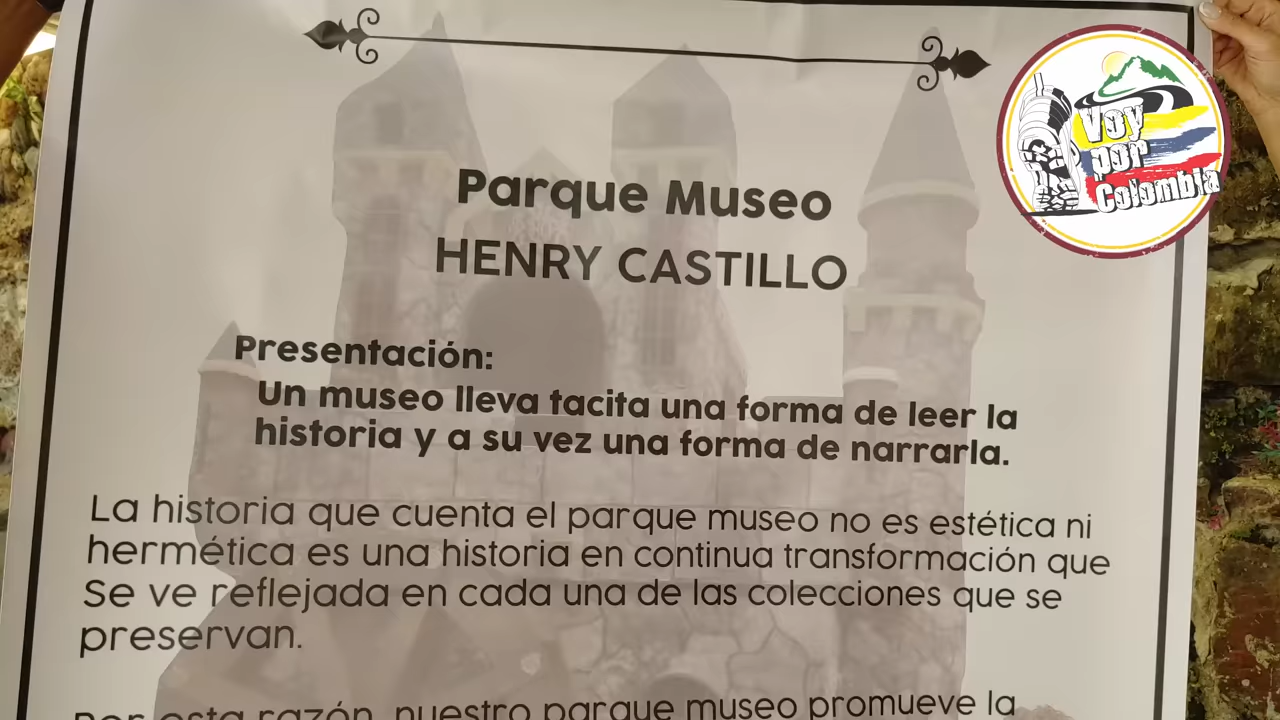 Voy
por
Colombia
Parque Museo
HENRY CASTILLO
Presentación:
Un museo lleva tacita una forma de leer la
historia y a su vez una forma de narrarla.
La historia que cuenta el parque museo no es estética ni
hermética es una historia en continua transformación que
Se ve reflejada en cada una de las colecciones que se
preservan.
Por esta razón, nuestro parque museo promueve la